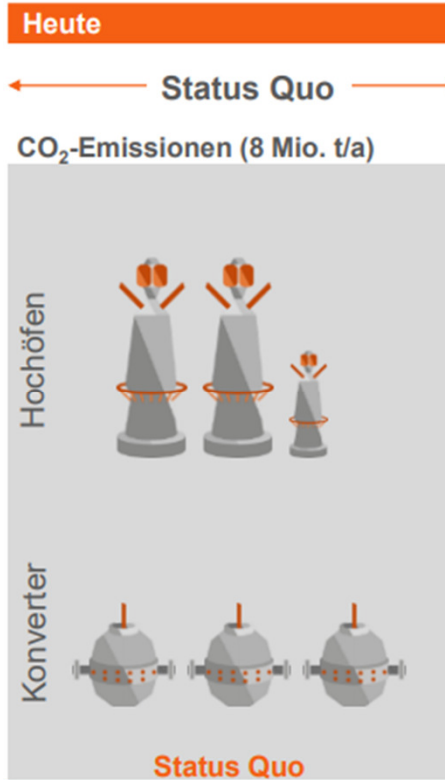 Heute
Status Quo
CO₂-Emissionen (8 Mio. t/a)
Hochöfen
Konverter
Status Quo